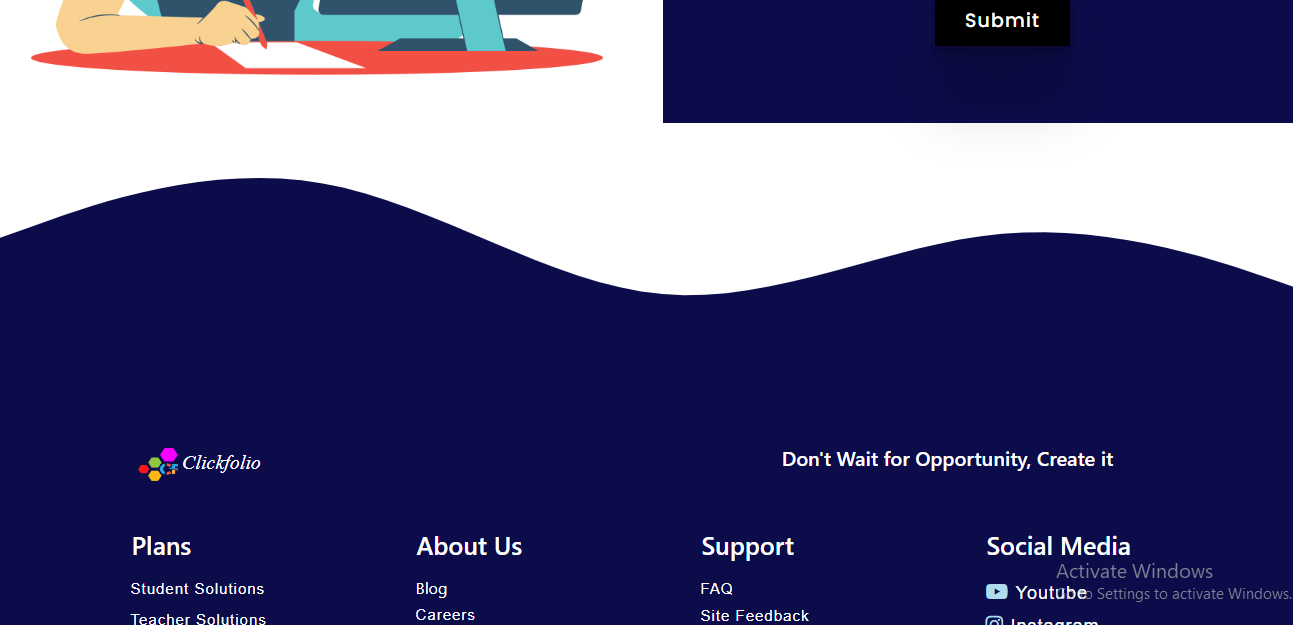 Submit
Clickfolio
Don't Wait for Opportunity, Create it
Plans
About Us
Support
Social Media
Activate Windows
Student Solutions
Blog
FAQ
Youtube
to Settings to activate Windows.
Teacher Solutions
Careers
Site Feedback
Instagram